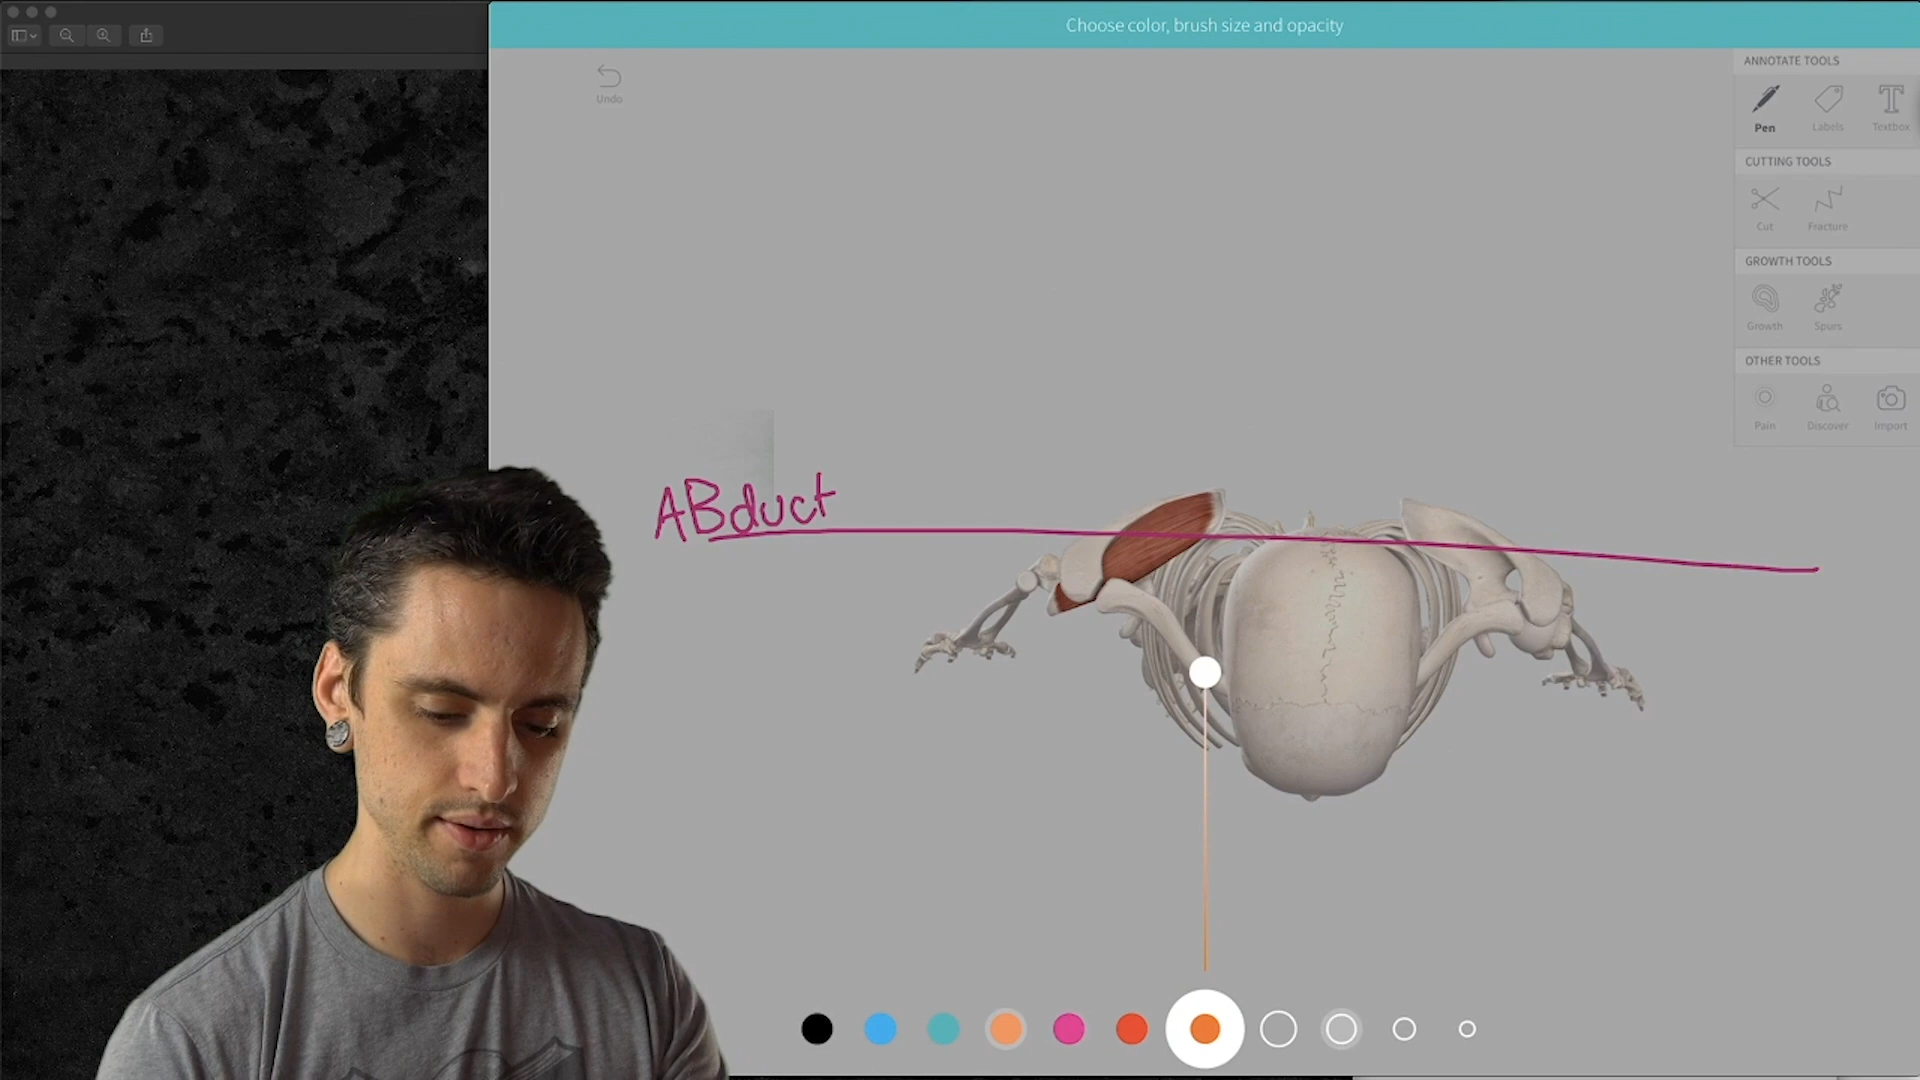 Choose color, brush size and opacity
Undo
ANNOTATE TOOLS
Pen
Labels
Textbox
CUTTING TOOLS
Cut
Fracture
GROWTH TOOLS
Growth
Spurs
OTHER TOOLS
Pain
Discover
Import
ABduct